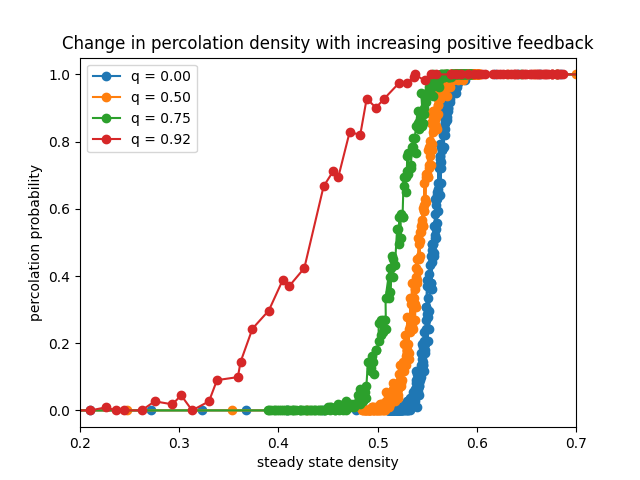 Change in percolation density with increasing positive feedback
q = 0.00
q = 0.50
q = 0.75
q = 0.92
1.0
0.8
0.6
0.4
0.2
0.0
percolation probability
0.2 0.3 0.4 0.5 0.6 0.7
steady state density